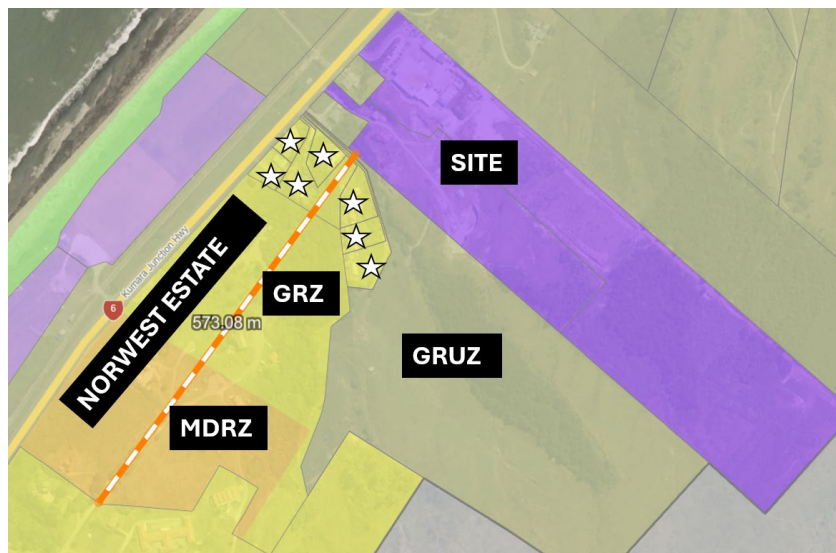 SITE
Kumara Junction Hwy
6
NORWEST ESTATE
GRZ
573.08 m
GRUZ
MDRZ